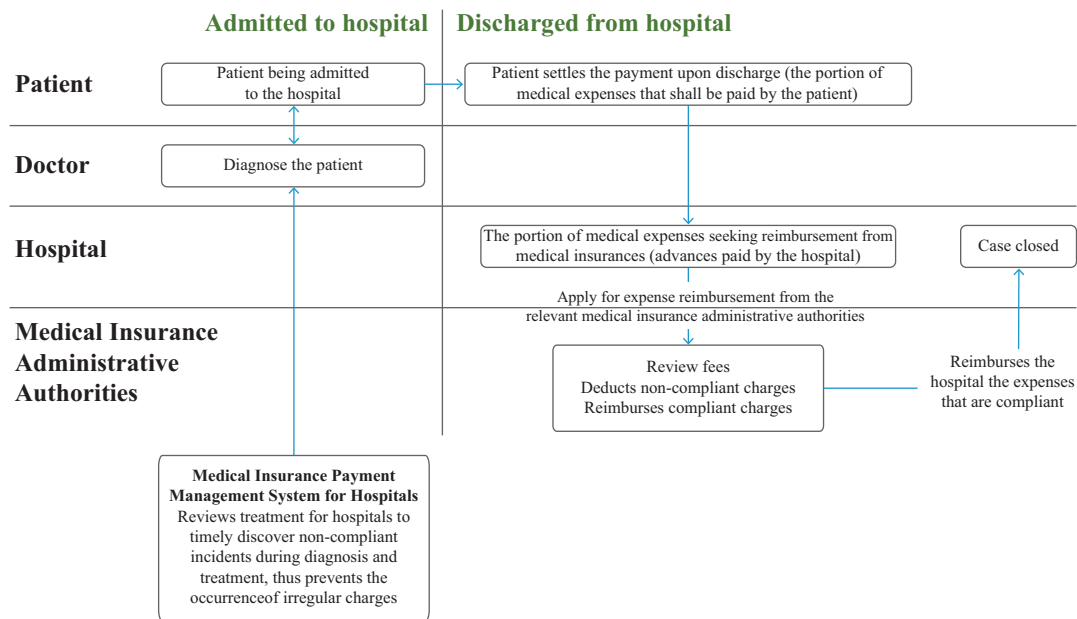 Admitted to hospital
Discharged from hospital
Patient
Patient being admitted
to the hospital
Patient settles the payment upon discharge (the portion of
medical expenses that shall be paid by the patient)
Doctor
Diagnose the patient
Hospital
The portion of medical expenses seeking reimbursement from
medical insurances (advances paid by the hospital)
Case closed
Apply for expense reimbursement from the
relevant medical insurance administrative authorities
Medical Insurance
Administrative
Authorities
Review fees
Deducts non-compliant charges
Reimburses compliant charges
Reimburses the
hospital the expenses
that are compliant
Medical Insurance Payment
Management System for Hospitals
Reviews treatment for hospitals to
timely discover non-compliant
incidents during diagnosis and
treatment, thus prevents the
occurrenceof irregular charges